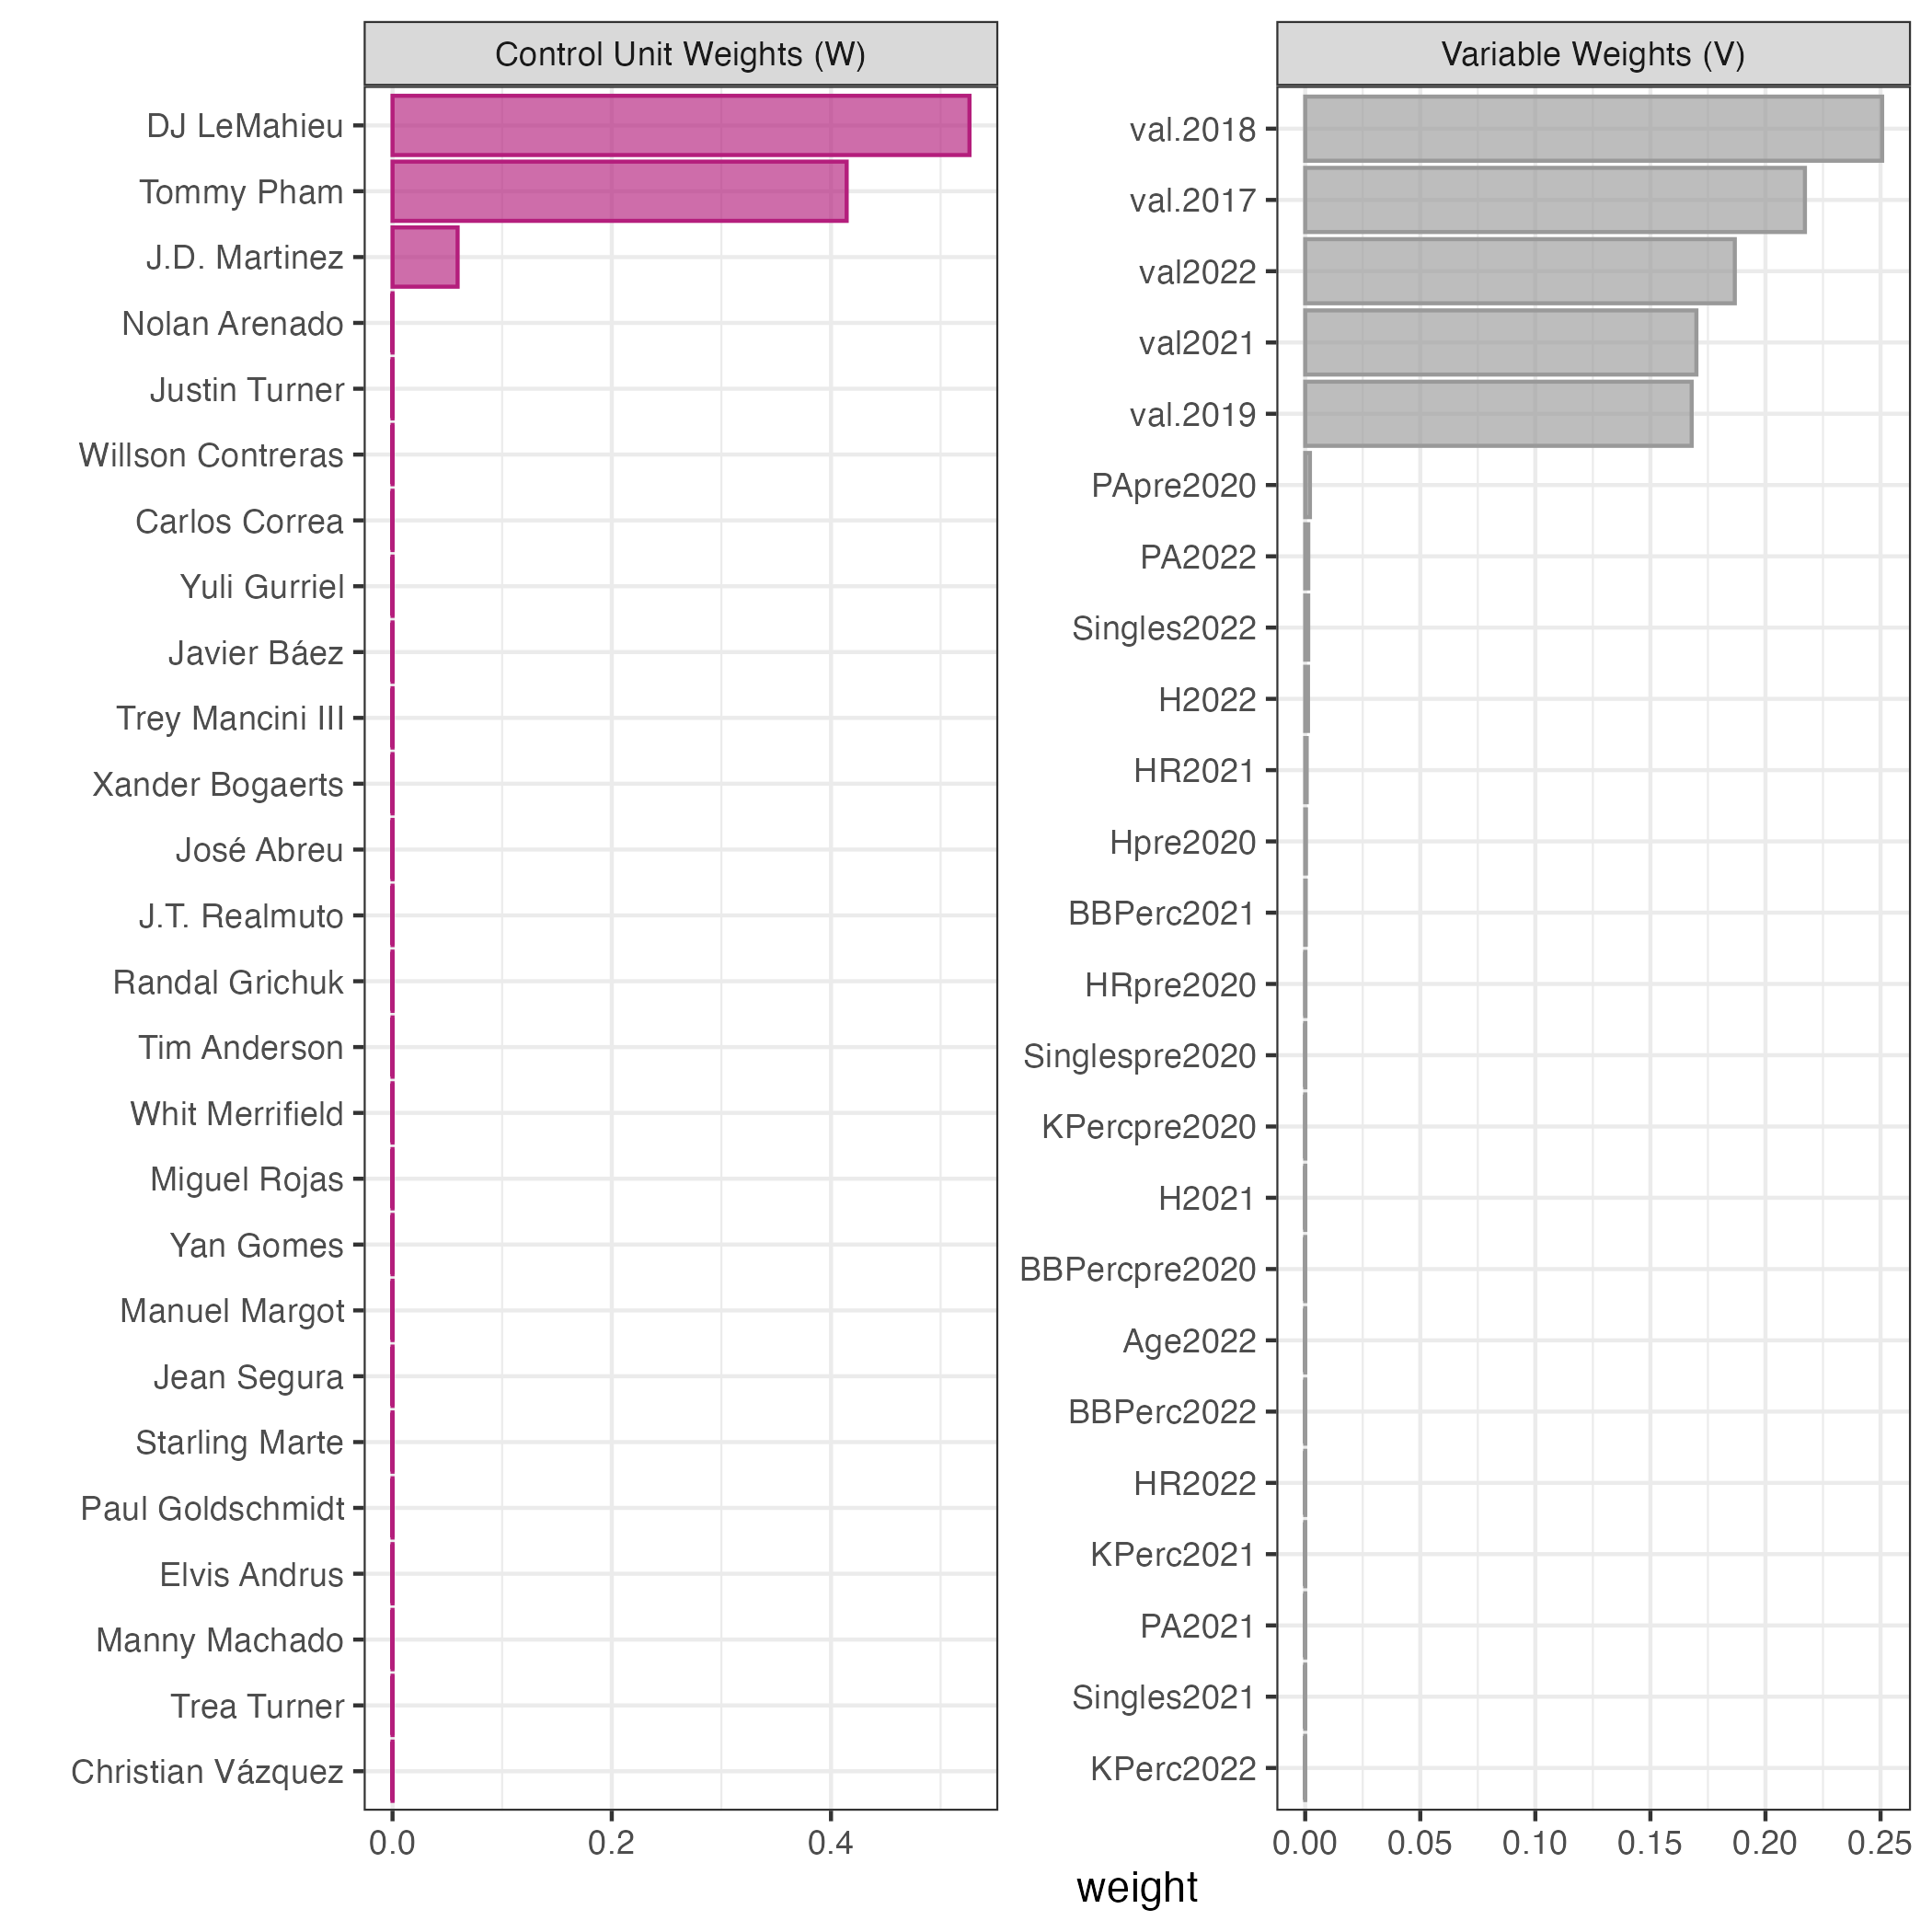 Control Unit Weights (W)
DJ LeMahieu
Tommy Pham
J.D. Martinez
Nolan Arenado
Justin Turner
Willson Contreras
Carlos Correa
Yuli Gurriel
Javier Báez
Trey Mancini III
Xander Bogaerts
José Abreu
J.T. Realmuto
Randal Grichuk
Tim Anderson
Whit Merrifield
Miguel Rojas
Yan Gomes
Manuel Margot
Jean Segura
Starling Marte
Paul Goldschmidt
Elvis Andrus
Manny Machado
Trea Turner
Christian Vázquez
0.0 0.2 0.4
Variable Weights (V)
val.2018
val.2017
val2022
val2021
val.2019
PApre2020
PA2022
Singles2022
H2022
HR2021
Hpre2020
BBPerc2021
HRpre2020
Singlespre2020
KPercpre2020
H2021
BBPercpre2020
Age2022
BBPerc2022
HR2022
KPerc2021
PA2021
Singles2021
KPerc2022
0.00 0.05 0.10 0.15 0.20 0.25
weight